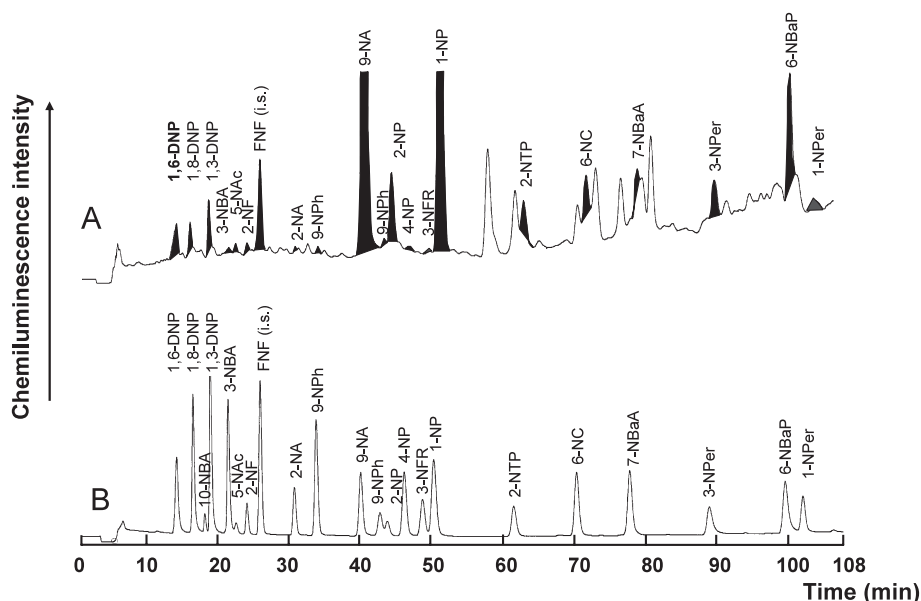 Chemiluminescence intensity
A
1,6-DNP
1,8-DNP
1,3-DNP
3-NBA
5-NAc
2-NF
FNF (i.s.)
2-NA
9-NPh
9-NA
9-NPh
2-NP
4-NP
3-NFR
1-NP
2-NTP
6-NC
7-NBaA
3-NPer
6-NBaP
1-NPer
B
1,6-DNP
1,8-DNP
10-NBA
1,3-DNP
3-NBA
5-NAc
2-NF
FNF (i.s.)
2-NA
9-NPh
9-NA
9-NPh
2-NP
4-NP
3-NFR
1-NP
2-NTP
6-NC
7-NBaA
3-NPer
6-NBaP
1-NPer
0 10 20 30 40 50 60 70 80 90 100 108
Time (min)